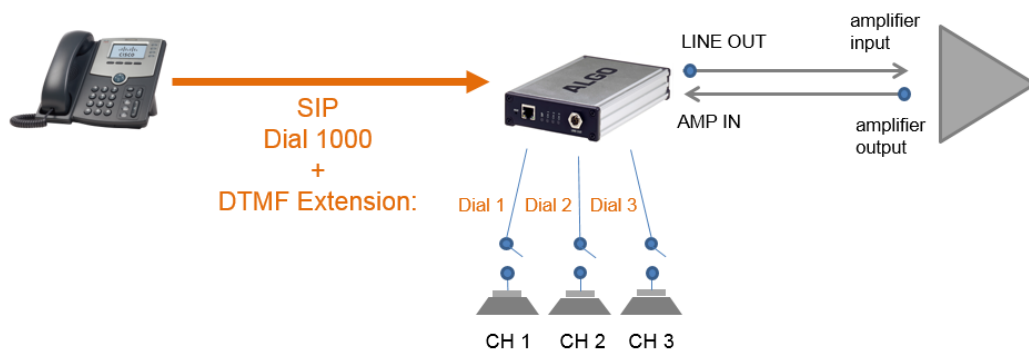 CISCO
SIP
Dial 1000
+
DTMF Extension:
ALGO
LINE OUT
AMP IN
amplifier
input
amplifier
output
Dial 1
Dial 2
Dial 3
CH 1
CH 2
CH 3